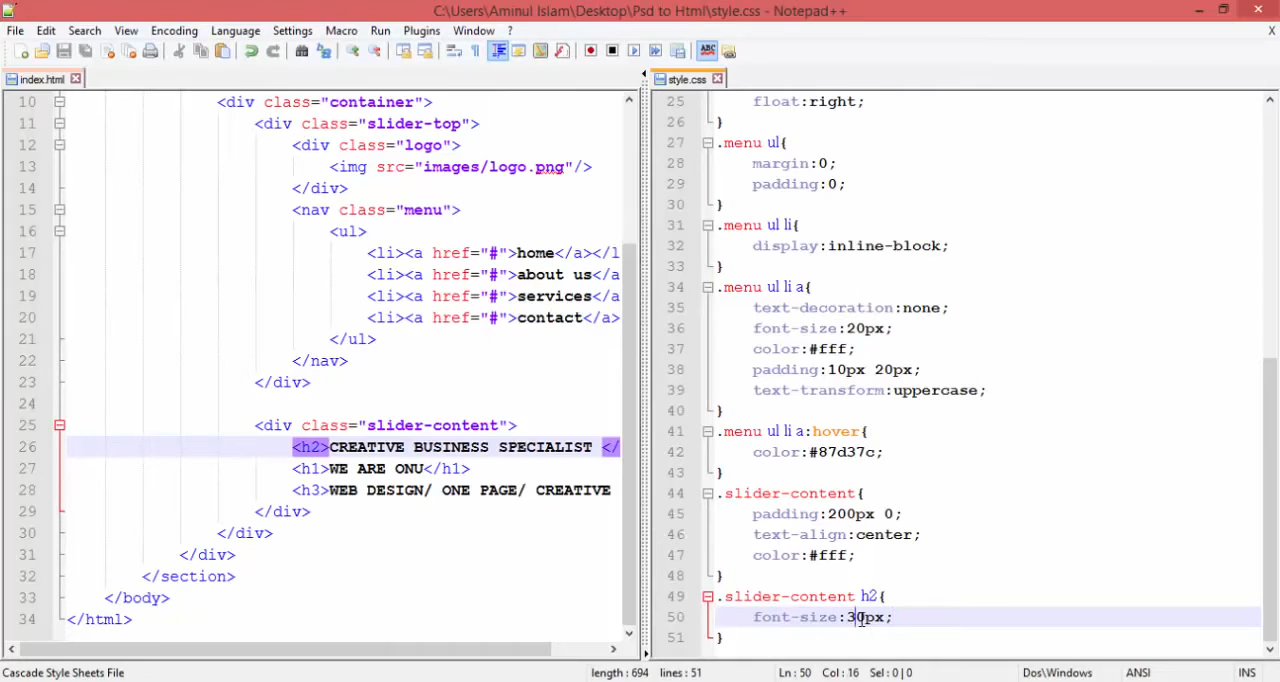 C:\Users\Aminul Islam\Desktop\Psd to Html\style.css - Notepad++
File Edit Search View Encoding Language Settings Macro Run Plugins Window ? X
index.html
10 <div class="container">
11 <div class="slider-top">
12 <div class="logo">
13 <img src="images/logo.png"/>
14 </div>
15 <nav class="menu">
16 <ul>
17 <li><a href="#">home</a></l
18 <li><a href="#">about us</a
19 <li><a href="#">services</a
20 <li><a href="#">contact</a>
21 </ul>
22 </nav>
23 </div>
24
25 <div class="slider-content">
26 <h2>CREATIVE BUSINESS SPECIALIST </
27 <h1>WE ARE ONU</h1>
28 <h3>WEB DESIGN/ ONE PAGE/ CREATIVE
29 </div>
30 </div>
31 </div>
32 </section>
33 </body>
34 </html>
style.css
25 float:right;
26 }
27 .menu ul{
28 margin:0;
29 padding:0;
30 }
31 .menu ul li{
32 display:inline-block;
33 }
34 .menu ul li a{
35 text-decoration:none;
36 font-size:20px;
37 color:#fff;
38 padding:10px 20px;
39 text-transform:uppercase;
40 }
41 .menu ul li a:hover{
42 color:#87d37c;
43 }
44 .slider-content{
45 padding:200px 0;
46 text-align:center;
47 color:#fff;
48 }
49 .slider-content h2{
50 font-size:30px;
51 }
Cascade Style Sheets File length : 694 lines : 51 Ln : 50 Col : 16 Sel : 0 | 0 Dos\Windows ANSI INS